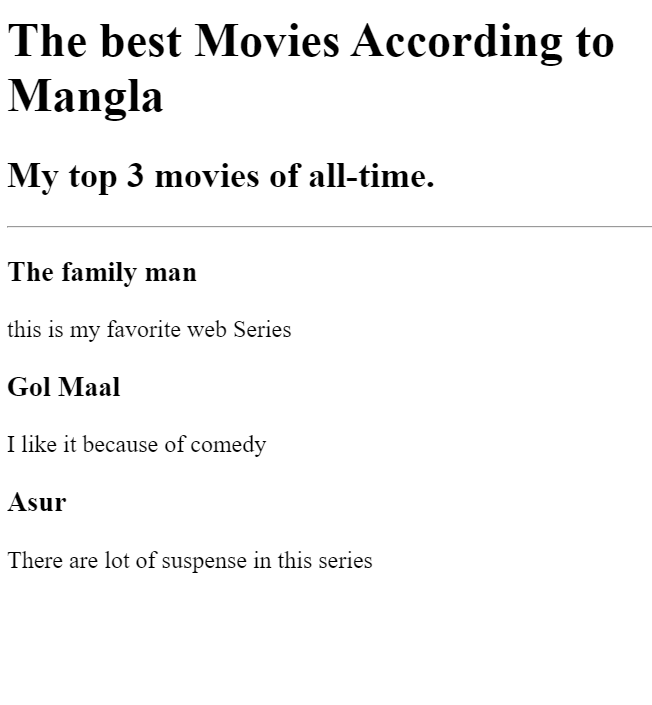 The best Movies According to
Mangla
My top 3 movies of all-time.
The family man
this is my favorite web Series
Gol Maal
I like it because of comedy
Asur
There are lot of suspense in this series